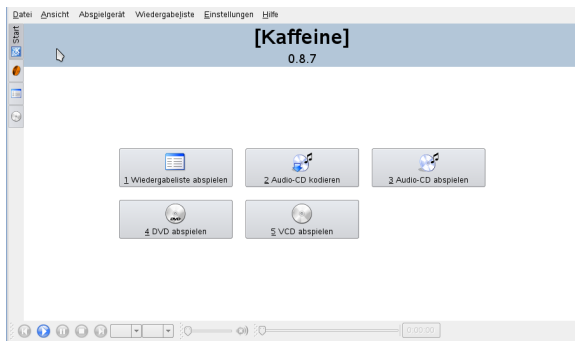 Datei Ansicht Abspielgerät Wiedergabeliste Einstellungen Hilfe
Start
[Kaffeine]
0.8.7
1 Wiedergabeliste abspielen 2 Audio-CD kodieren 3 Audio-CD abspielen
4 DVD abspielen 5 VCD abspielen
0:00:00